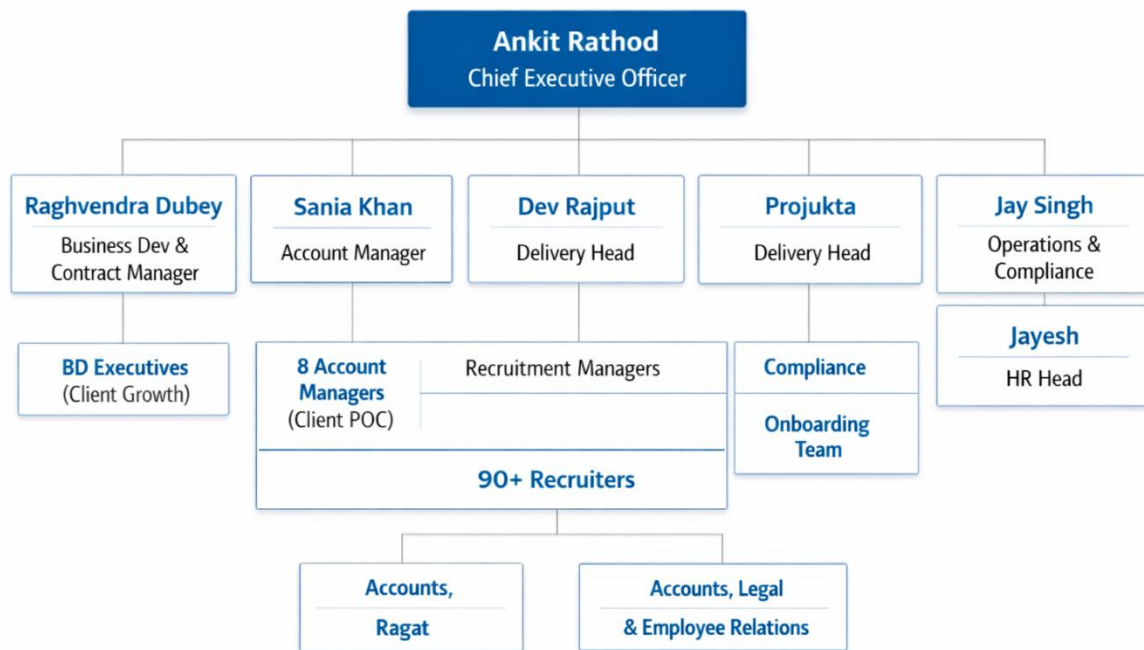 Ankit Rathod
Chief Executive Officer
Raghvendra Dubey
Business Dev &
Contract Manager
Sania Khan
Account Manager
Dev Rajput
Delivery Head
Projukta
Delivery Head
Jay Singh
Operations &
Compliance
BD Executives
(Client Growth)
8 Account
Managers
(Client POC)
Recruitment Managers
90+ Recruiters
Compliance
Onboarding
Team
Jayesh
HR Head
Accounts,
Ragat
Accounts, Legal
& Employee Relations